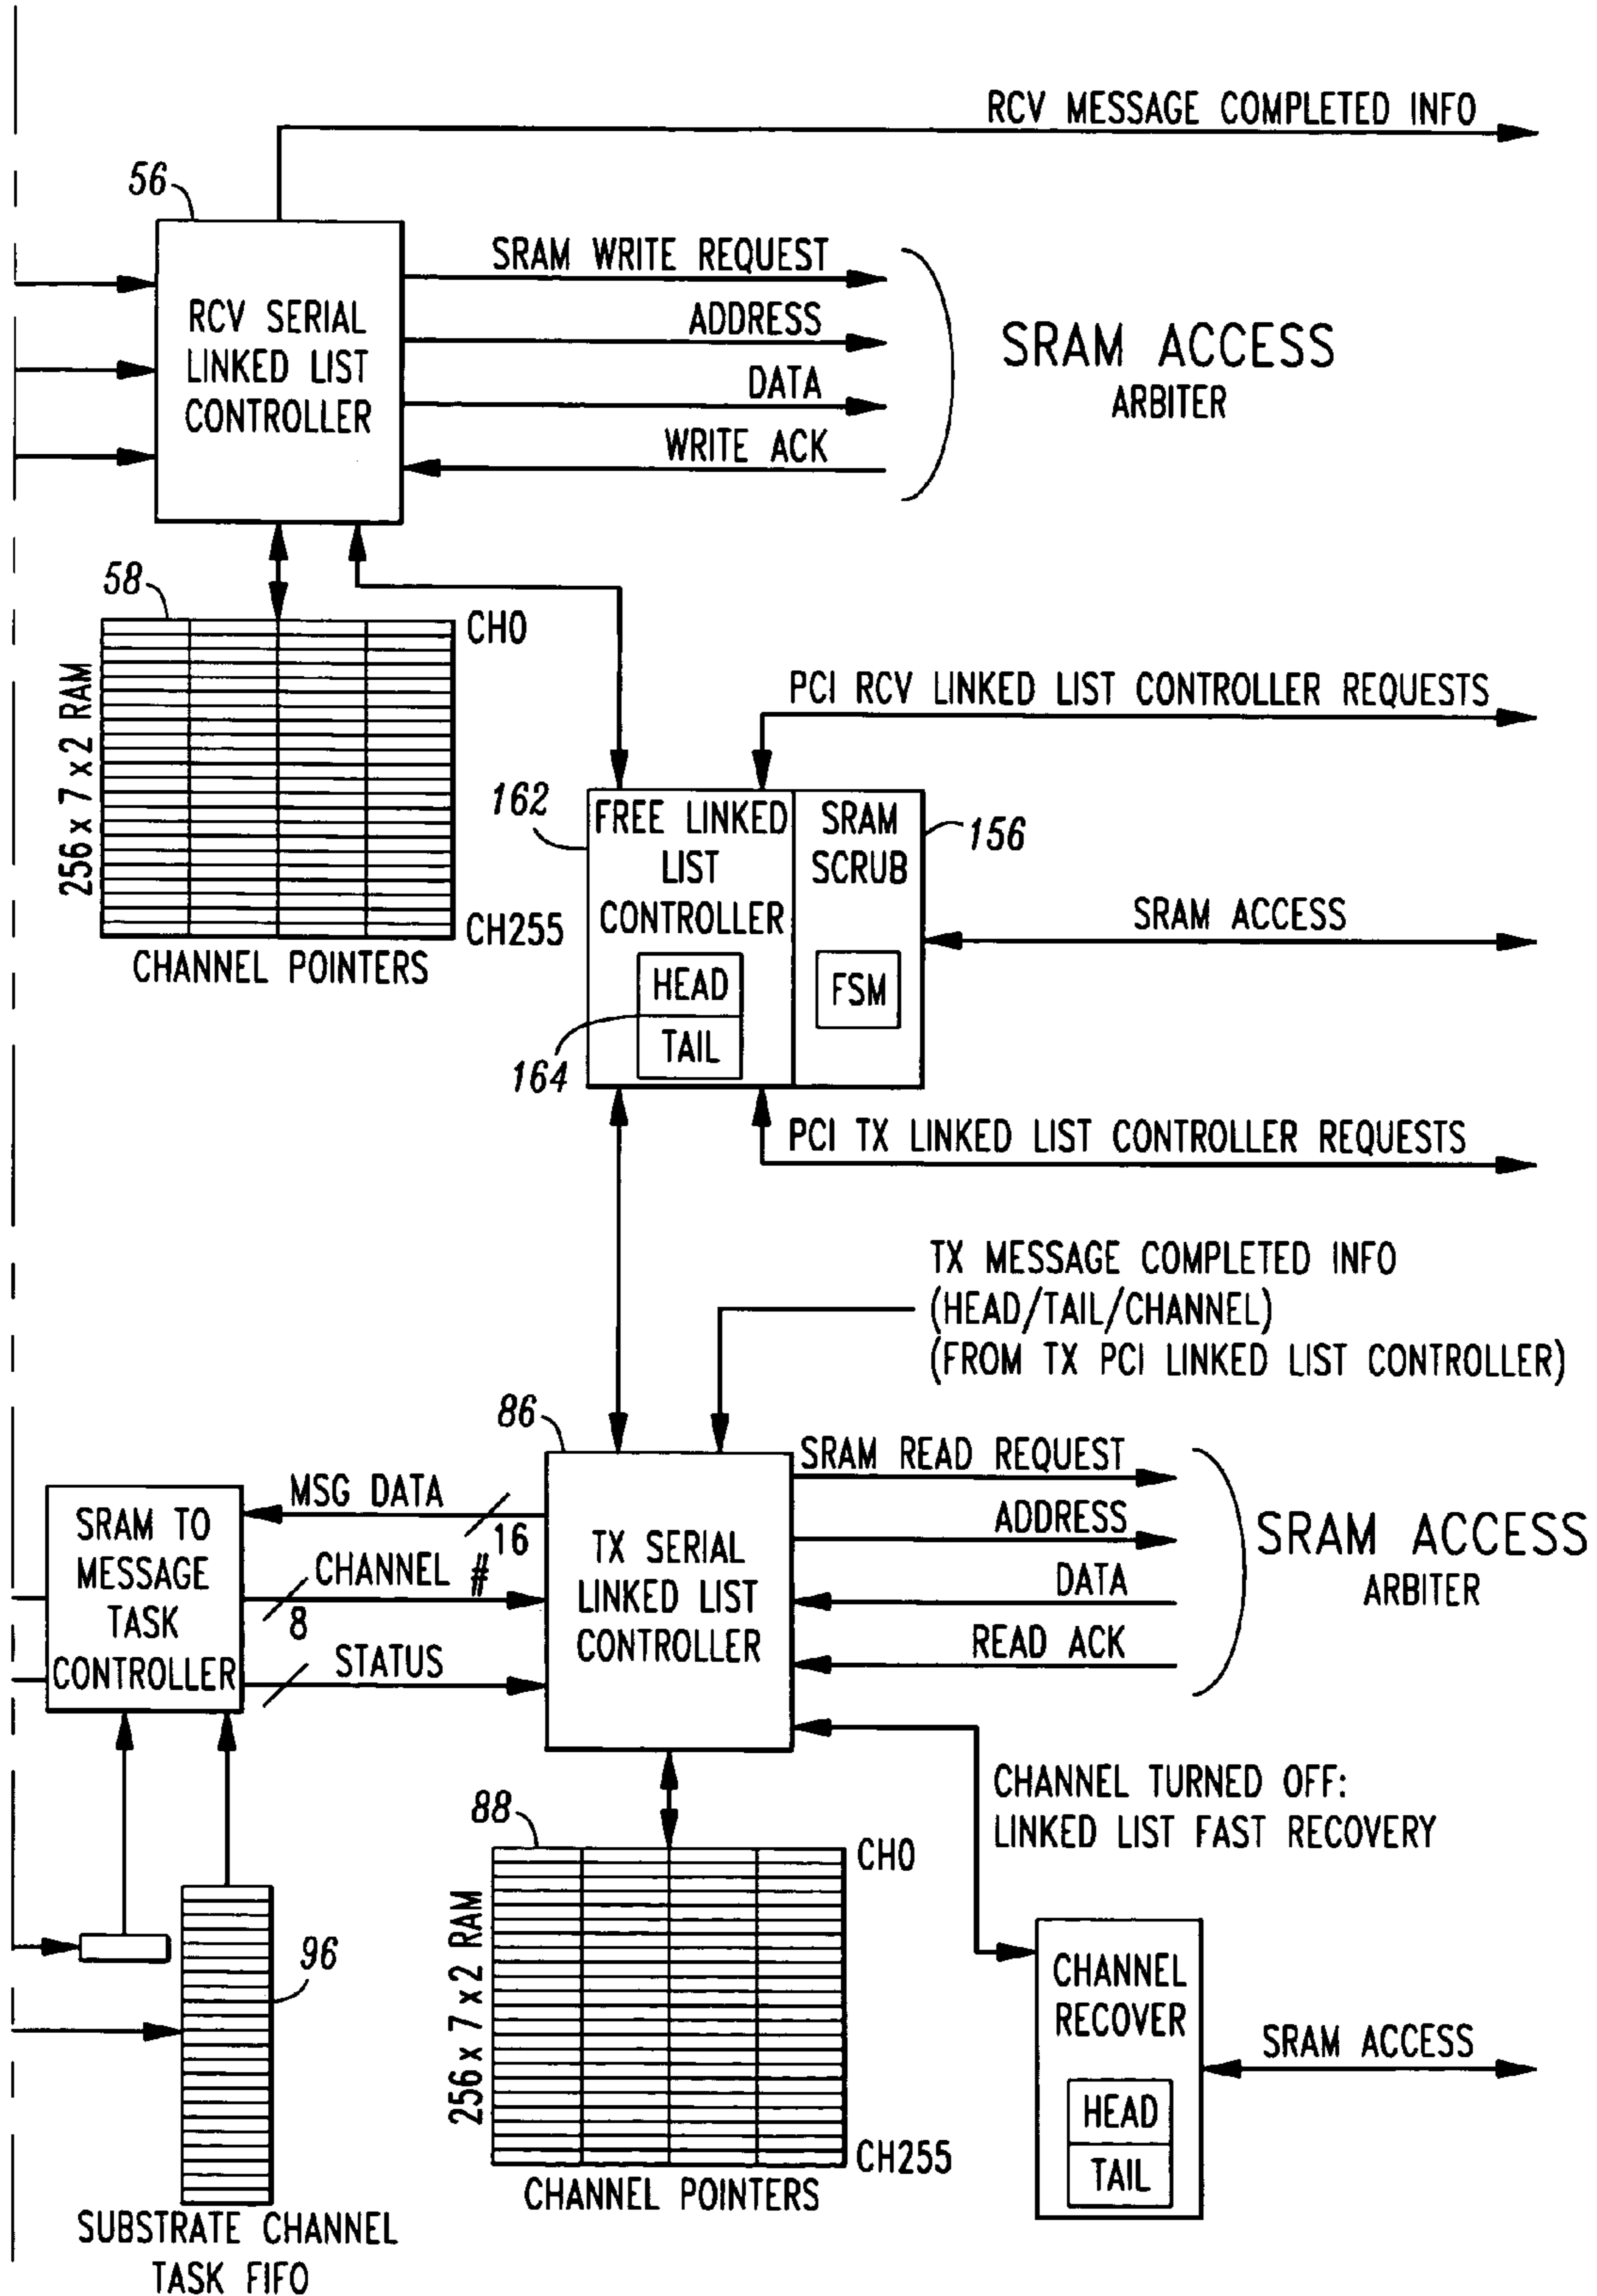 RCV MESSAGE COMPLETED INFO
56
RCV SERIAL
LINKED LIST
CONTROLLER
SRAM WRITE REQUEST
ADDRESS
DATA
WRITE ACK
SRAM ACCESS
ARBITER
58
CH0
256 x 7 x 2 RAM
CH255
CHANNEL POINTERS
PCI RCV LINKED LIST CONTROLLER REQUESTS
162
FREE LINKED
LIST
CONTROLLER
HEAD
TAIL
164
SRAM
SCRUB
FSM
156
SRAM ACCESS
PCI TX LINKED LIST CONTROLLER REQUESTS
TX MESSAGE COMPLETED INFO
(HEAD/TAIL/CHANNEL)
(FROM TX PCI LINKED LIST CONTROLLER)
86
SRAM TO
MESSAGE
TASK
CONTROLLER
MSG DATA
16
CHANNEL #
8
STATUS
TX SERIAL
LINKED LIST
CONTROLLER
SRAM READ REQUEST
ADDRESS
DATA
READ ACK
SRAM ACCESS
ARBITER
CHANNEL TURNED OFF:
LINKED LIST FAST RECOVERY
88
CH0
256 x 7 x 2 RAM
CH255
CHANNEL POINTERS
96
SUBSTRATE CHANNEL
TASK FIFO
CHANNEL
RECOVER
HEAD
TAIL
SRAM ACCESS